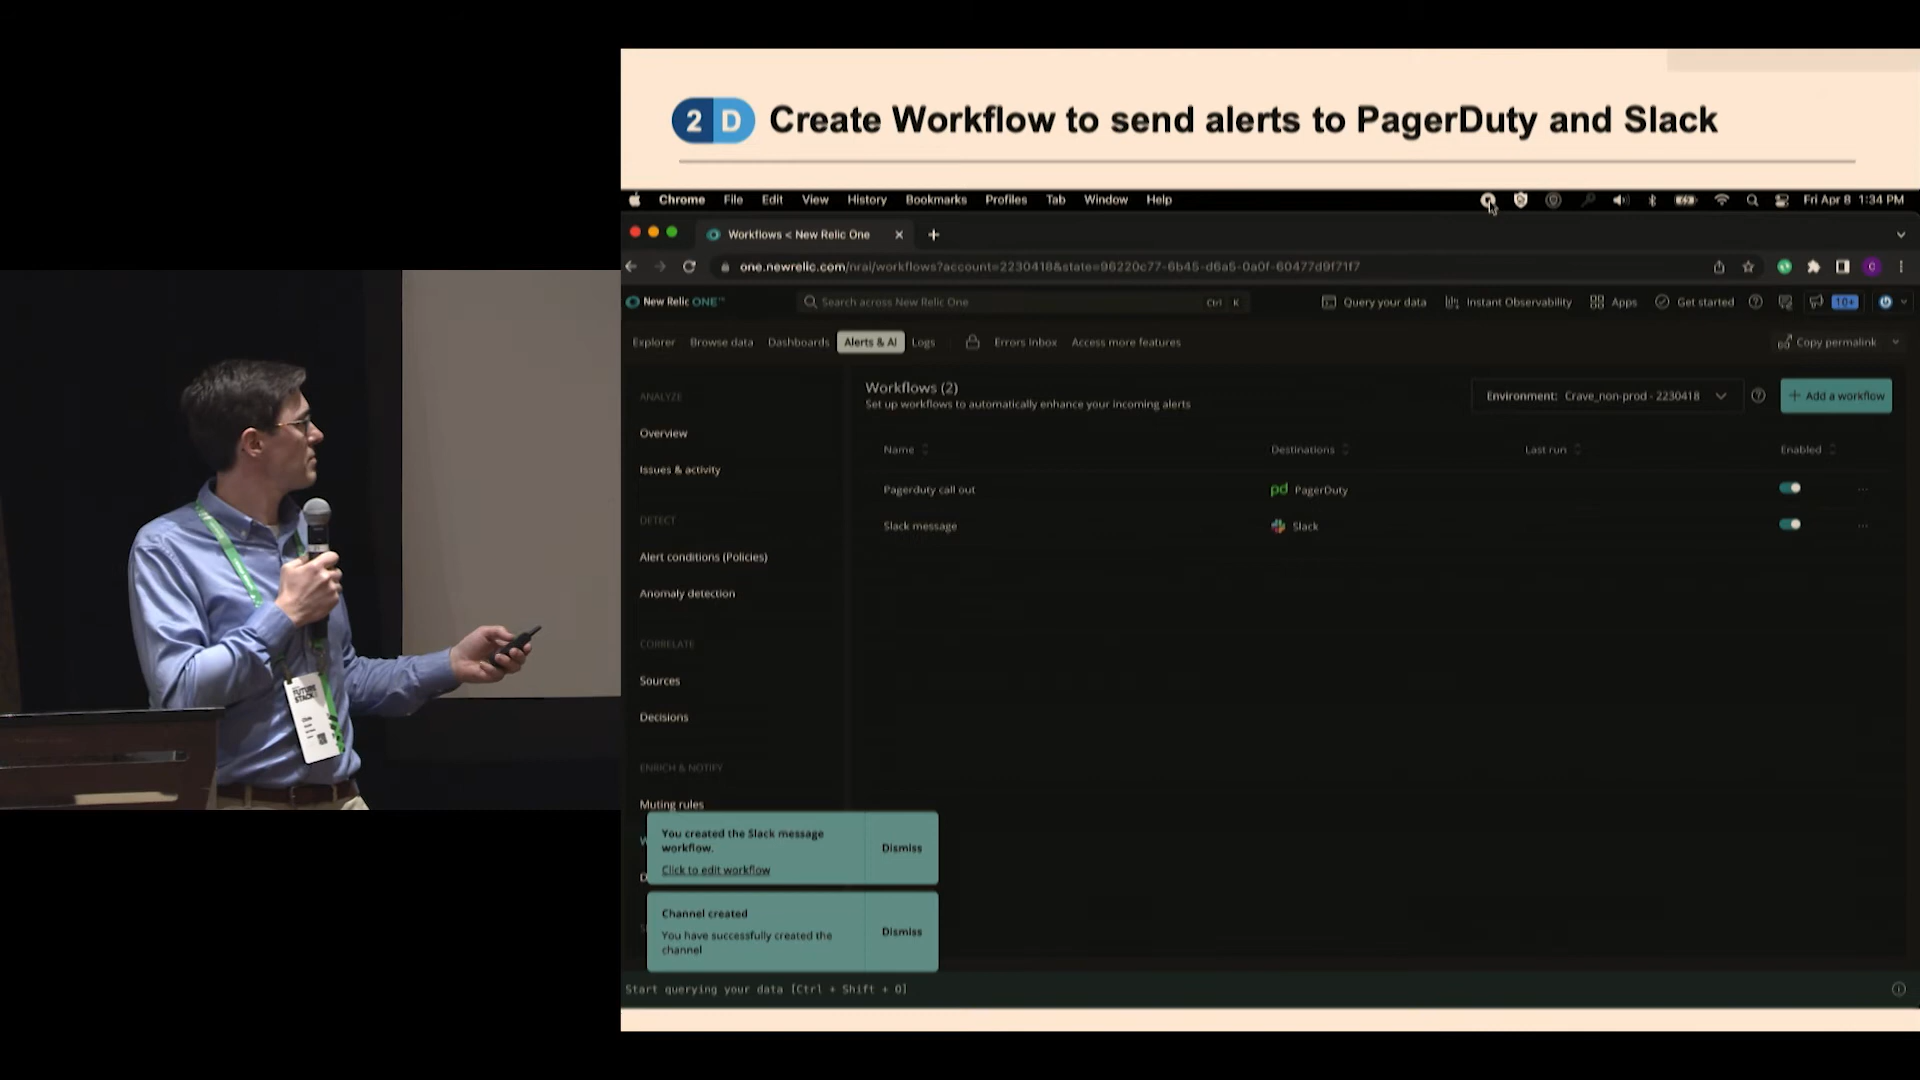 2 D Create Workflow to send alerts to PagerDuty and Slack
Chrome File Edit View History Bookmarks Profiles Tab Window Help Fri Apr 8 1:34 PM
Workflows < New Relic One
one.newrelic.com/nrai/workflows?account=2230418&state=96220c77-6b45-d6a5-0a0f-60477d9f71f7
New Relic ONE™ Search across New Relic One Ctrl K Query your data Instant Observability Apps Get started 10+
Explorer Browse data Dashboards Alerts & AI Logs Errors Inbox Access more features Copy permalink
ANALYZE
Overview
Issues & activity
DETECT
Alert conditions (Policies)
Anomaly detection
CORRELATE
Sources
Decisions
ENRICH & NOTIFY
Muting rules
Workflows (2)
Set up workflows to automatically enhance your incoming alerts
Environment: Crave_non-prod - 2230418
+ Add a workflow
Name Destinations Last run Enabled
Pagerduty call out pd PagerDuty ...
Slack message Slack ...
You created the Slack message
workflow.
Click to edit workflow
Dismiss
Channel created
You have successfully created the
channel
Dismiss
Start querying your data [Ctrl + Shift + O]
FUTURE
STACK
Chris